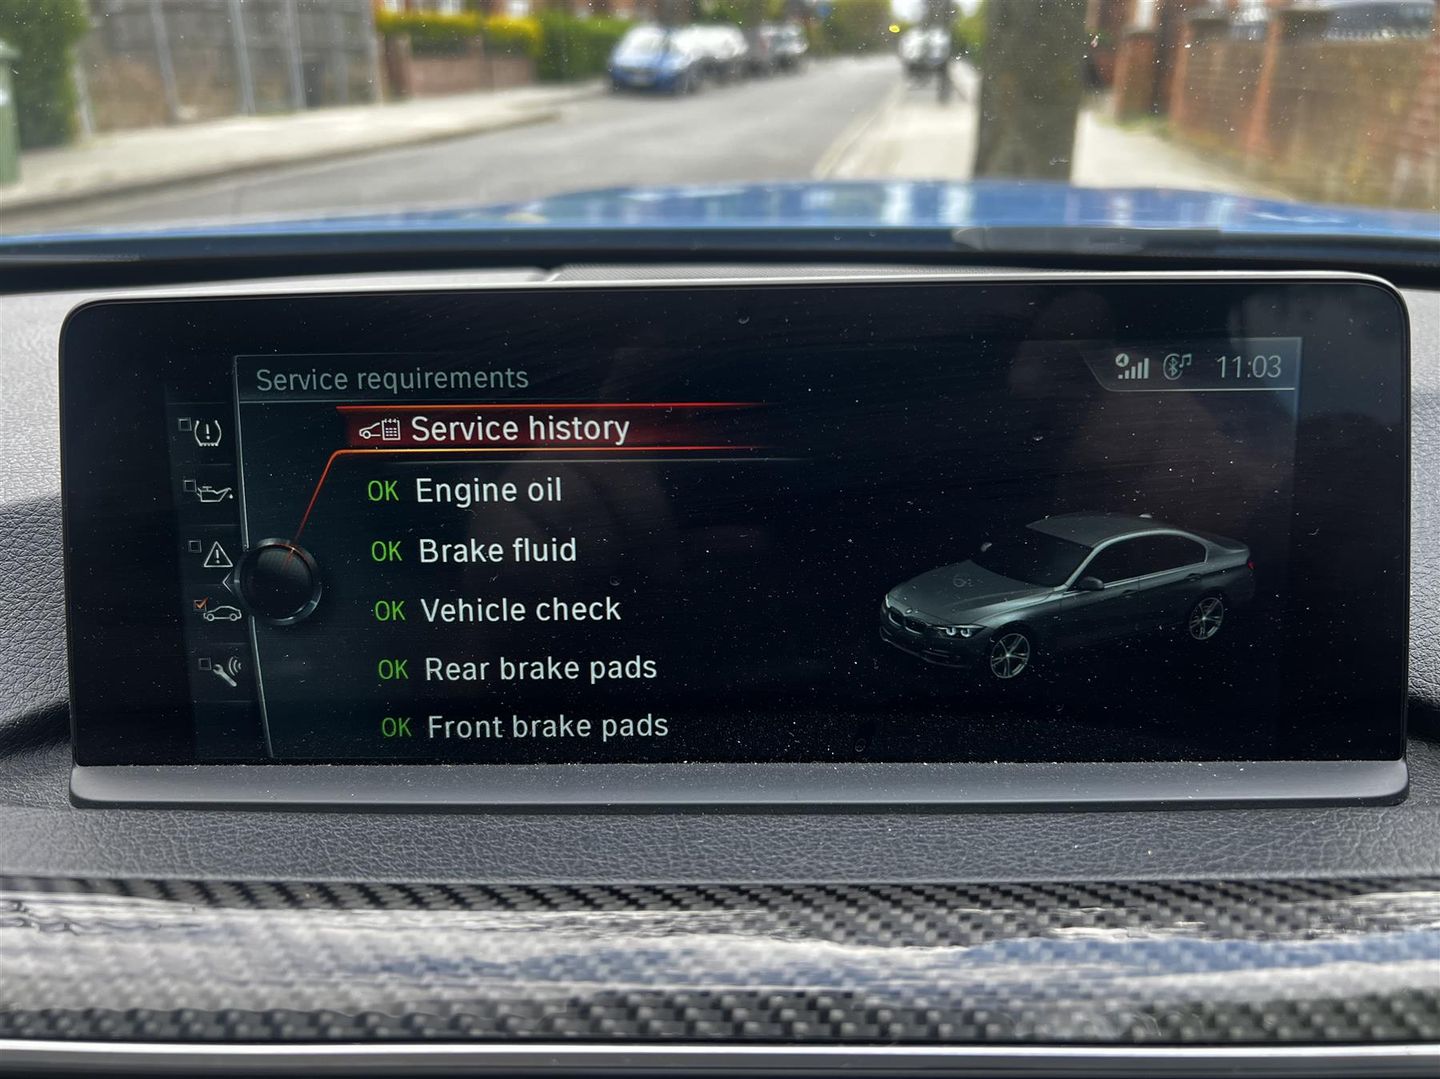 Service requirements
11:03
Service history
OK Engine oil
OK Brake fluid
OK Vehicle check
OK Rear brake pads
OK Front brake pads